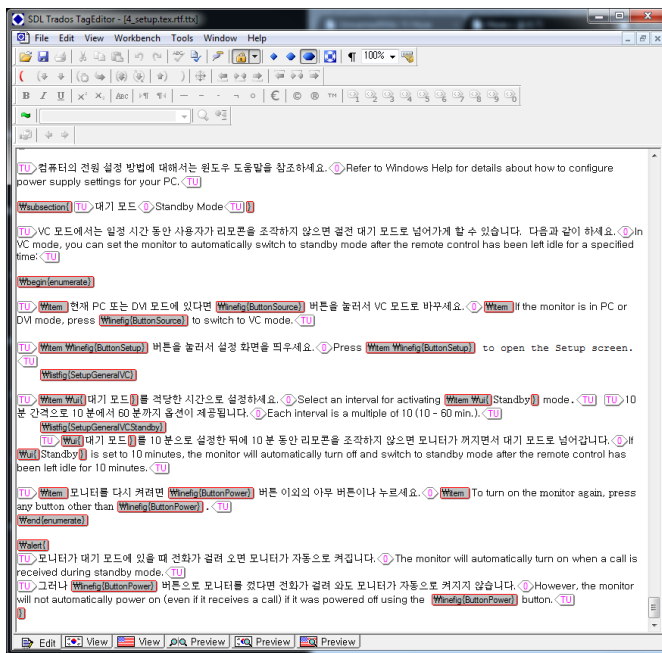 SDL Trados TagEditor - [4_setup.tex.rtf.ttx]
File Edit View Workbench Tools Window Help
100%
B I U x² x₂ ABC € © ® ™
TU 컴퓨터의 전원 설정 방법에 대해서는 윈도우 도움말을 참조하세요. 0 Refer to Windows Help for details about how to configure
power supply settings for your PC. TU
₩subsection{ TU 대기 모드 0 Standby Mode TU }
TU VC 모드에서는 일정 시간 동안 사용자가 리모콘을 조작하지 않으면 절전 대기 모드로 넘어가게 할 수 있습니다. 다음과 같이 하세요. 0 In
VC mode, you can set the monitor to automatically switch to standby mode after the remote control has been left idle for a specified
time: TU
₩begin{enumerate}
TU ₩item 현재 PC 또는 DVI 모드에 있다면 ₩linefig{ButtonSource} 버튼을 눌러서 VC 모드로 바꾸세요. 0 ₩item If the monitor is in PC or
DVI mode, press ₩linefig{ButtonSource} to switch to VC mode. TU
TU ₩item ₩linefig{ButtonSetup} 버튼을 눌러서 설정 화면을 띄우세요. 0 Press ₩item ₩linefig{ButtonSetup} to open the Setup screen.
TU
₩listfig{SetupGeneralVC}
TU ₩item ₩ui{ 대기 모드 } 를 적당한 시간으로 설정하세요. 0 Select an interval for activating ₩item ₩ui{ Standby } mode. TU TU 10
분 간격으로 10 분에서 60 분까지 옵션이 제공됩니다. 0 Each interval is a multiple of 10 (10 - 60 min.). TU
₩listfig{SetupGeneralVCStandby}
TU ₩ui{ 대기 모드 } 를 10 분으로 설정한 뒤에 10 분 동안 리모콘을 조작하지 않으면 모니터가 꺼지면서 대기 모드로 넘어갑니다. 0 If
₩ui{ Standby } is set to 10 minutes, the monitor will automatically turn off and switch to standby mode after the remote control has
been left idle for 10 minutes. TU
TU ₩item 모니터를 다시 켜려면 ₩linefig{ButtonPower} 버튼 이외의 아무 버튼이나 누르세요. 0 ₩item To turn on the monitor again, press
any button other than ₩linefig{ButtonPower} . TU
₩end{enumerate}
₩alert{
TU 모니터가 대기 모드에 있을 때 전화가 걸려 오면 모니터가 자동으로 켜집니다. 0 The monitor will automatically turn on when a call is
received during standby mode. TU
TU 그러나 ₩linefig{ButtonPower} 버튼으로 모니터를 껐다면 전화가 걸려 와도 모니터가 자동으로 켜지지 않습니다. 0 However, the monitor
will not automatically power on (even if it receives a call) if it was powered off using the ₩linefig{ButtonPower} button. TU
}
Edit View View Preview Preview Preview